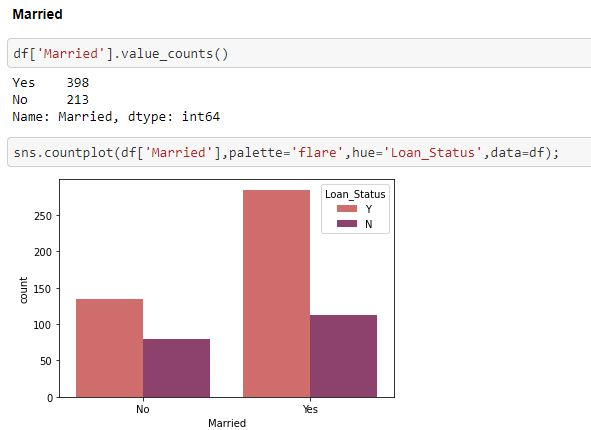 Married
df['Married'].value_counts()
Yes    398
No     213
Name: Married, dtype: int64
sns.countplot(df['Married'],palette='flare',hue='Loan_Status',data=df);
Loan_Status
Y
N
250
200
150
100
50
0
count
No
Yes
Married